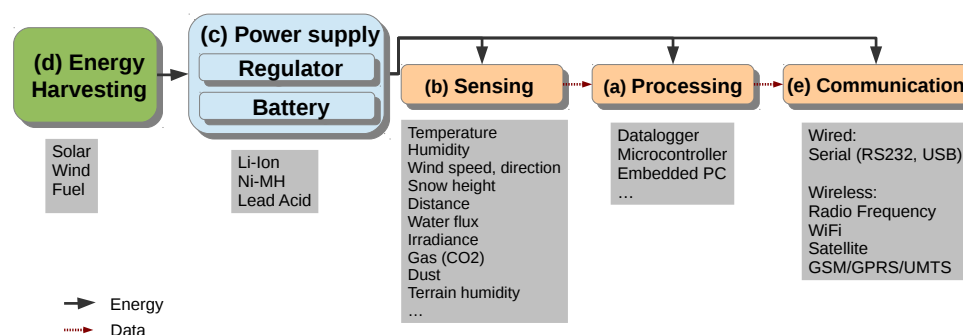 (d) Energy
Harvesting
(c) Power supply
Regulator
Battery
(b) Sensing
(a) Processing
(e) Communication
Solar
Wind
Fuel
Li-Ion
Ni-MH
Lead Acid
Temperature
Humidity
Wind speed, direction
Snow height
Distance
Water flux
Irradiance
Gas (CO2)
Dust
Terrain humidity
…
Datalogger
Microcontroller
Embedded PC
…
Wired:
Serial (RS232, USB)
Wireless:
Radio Frequency
WiFi
Satellite
GSM/GPRS/UMTS
Energy
Data